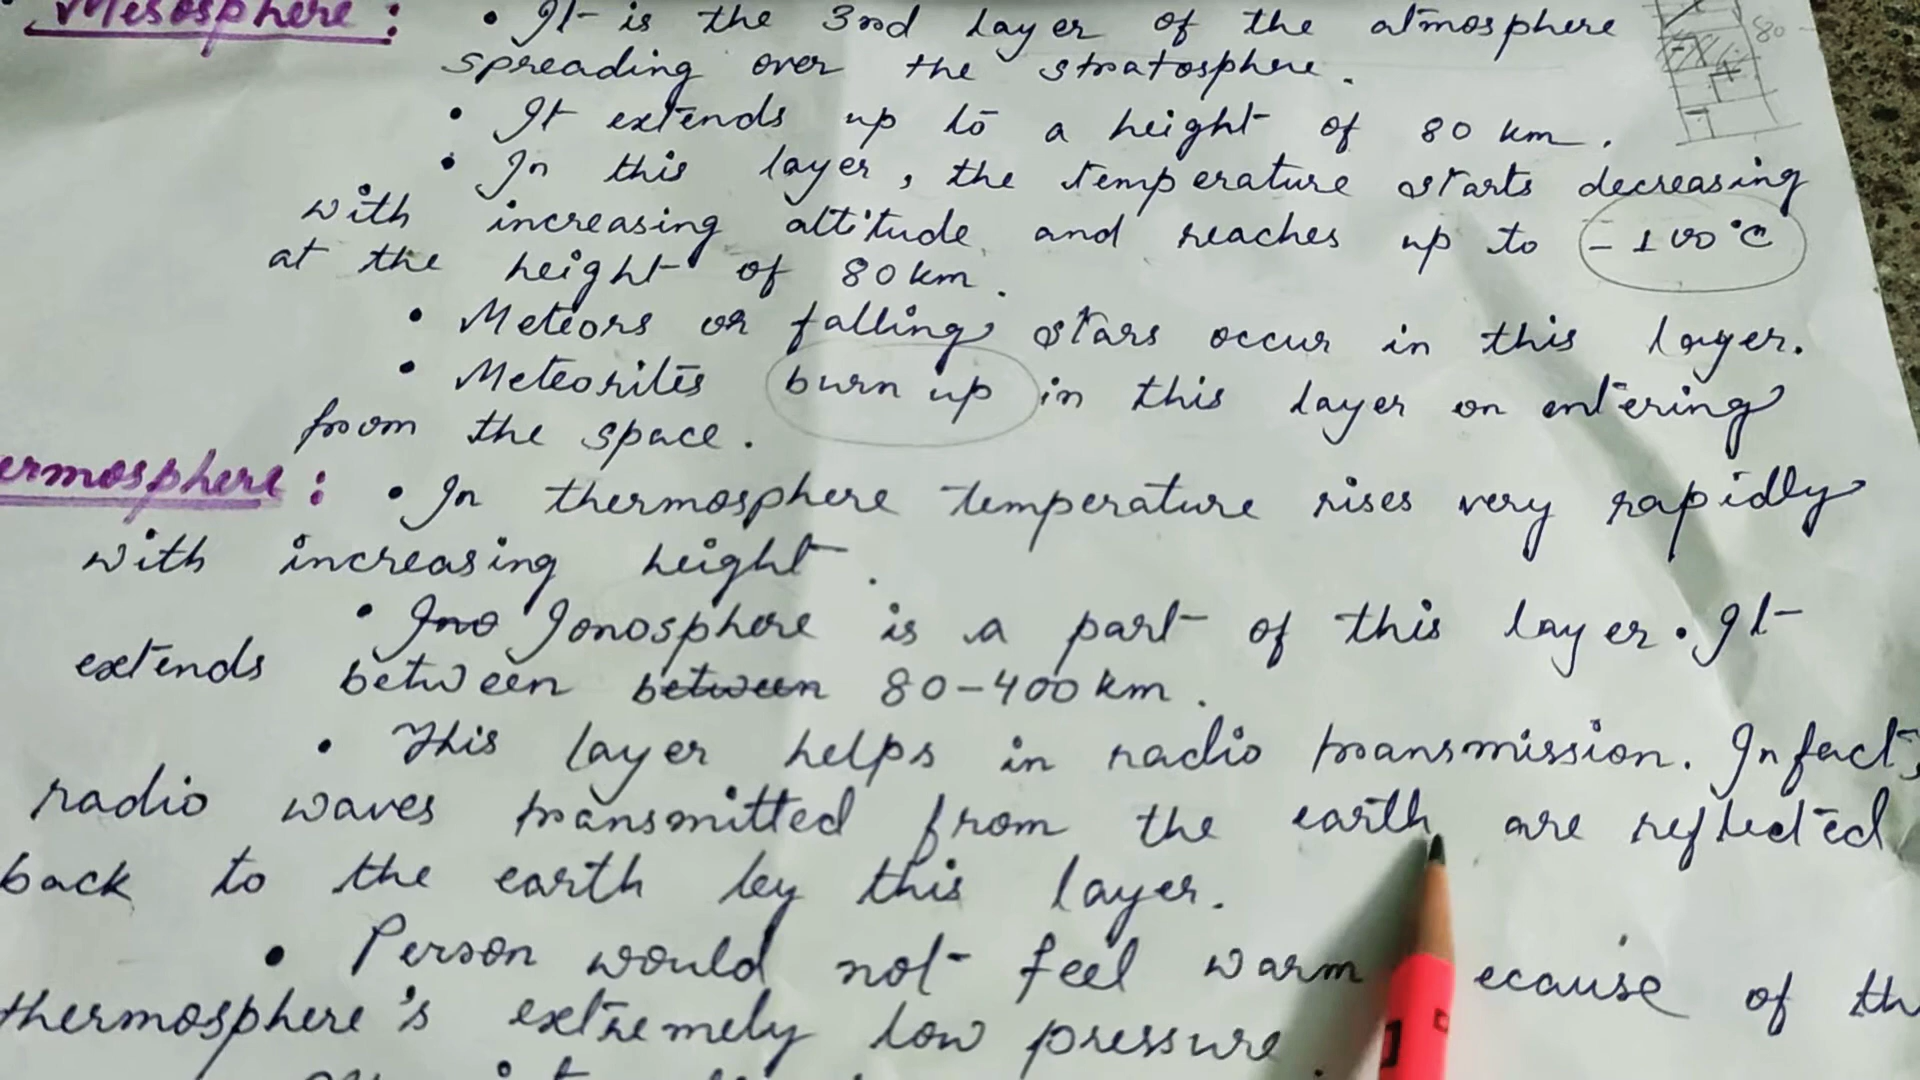 Mesosphere : • It is the 3rd layer of the atmosphere
spreading over the stratosphere.
• It extends up to a height of 80 km.
• In this layer, the temperature starts decreasing
with increasing altitude and reaches up to -100°C
at the height of 80 km.
• Meteors or falling stars occur in this layer.
• Meteorites burn up in this layer on entering
from the space.
ermosphere : • In thermosphere temperature rises very rapidly
with increasing height.
• Ino Ionosphere is a part of this layer. It
extends between between 80-400 km.
• This layer helps in radio transmission. Infact,
radio waves transmitted from the earth are reflected
back to the earth by this layer.
• Person would not feel warm ecause of th
thermosphere's extremely low pressure.
80